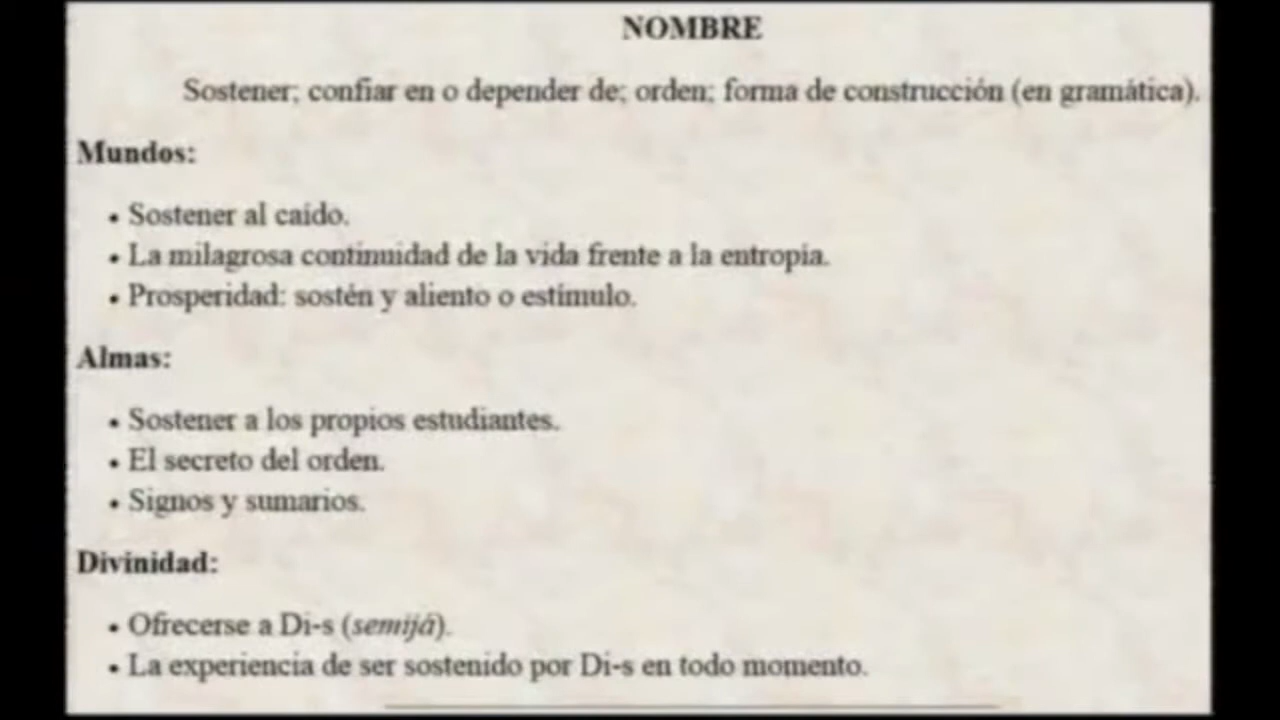 NOMBRE
Sostener; confiar en o depender de; orden; forma de construcción (en gramática).
Mundos:
• Sostener al caído.
• La milagrosa continuidad de la vida frente a la entropía.
• Prosperidad: sostén y aliento o estímulo.
Almas:
• Sostener a los propios estudiantes.
• El secreto del orden.
• Signos y sumarios.
Divinidad:
• Ofrecerse a Di-s (semijá).
• La experiencia de ser sostenido por Di-s en todo momento.